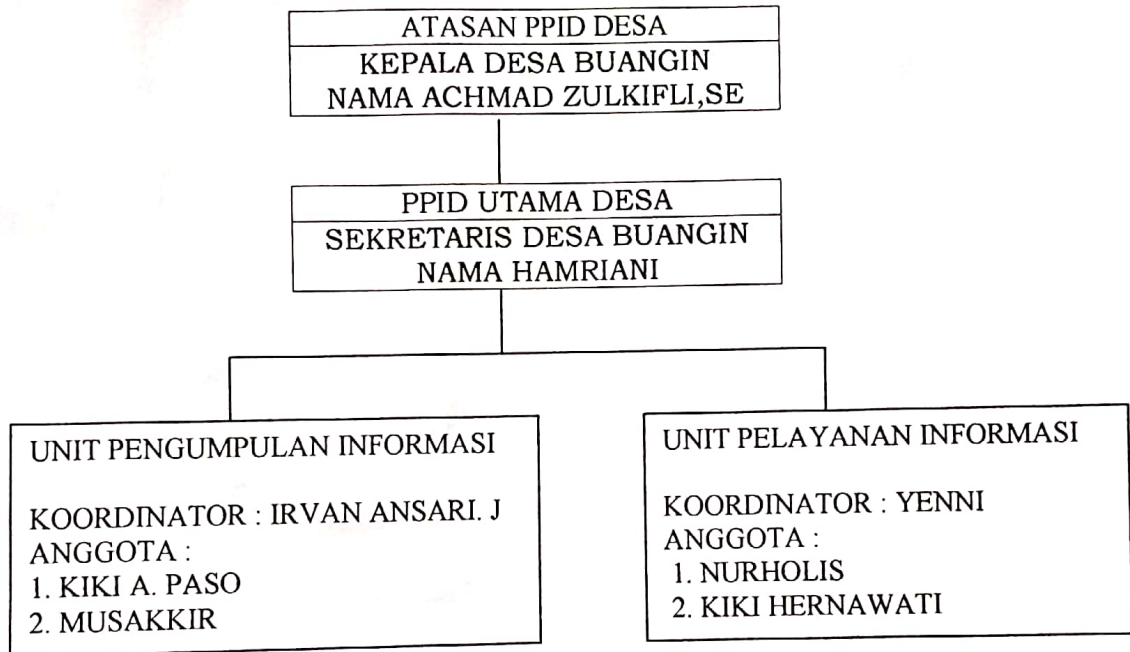 ATASAN PPID DESA
KEPALA DESA BUANGIN
NAMA ACHMAD ZULKIFLI,SE
PPID UTAMA DESA
SEKRETARIS DESA BUANGIN
NAMA HAMRIANI
UNIT PENGUMPULAN INFORMASI
KOORDINATOR : IRVAN ANSARI. J
ANGGOTA :
1. KIKI A. PASO
2. MUSAKKIR
UNIT PELAYANAN INFORMASI
KOORDINATOR : YENNI
ANGGOTA :
1. NURHOLIS
2. KIKI HERNAWATI